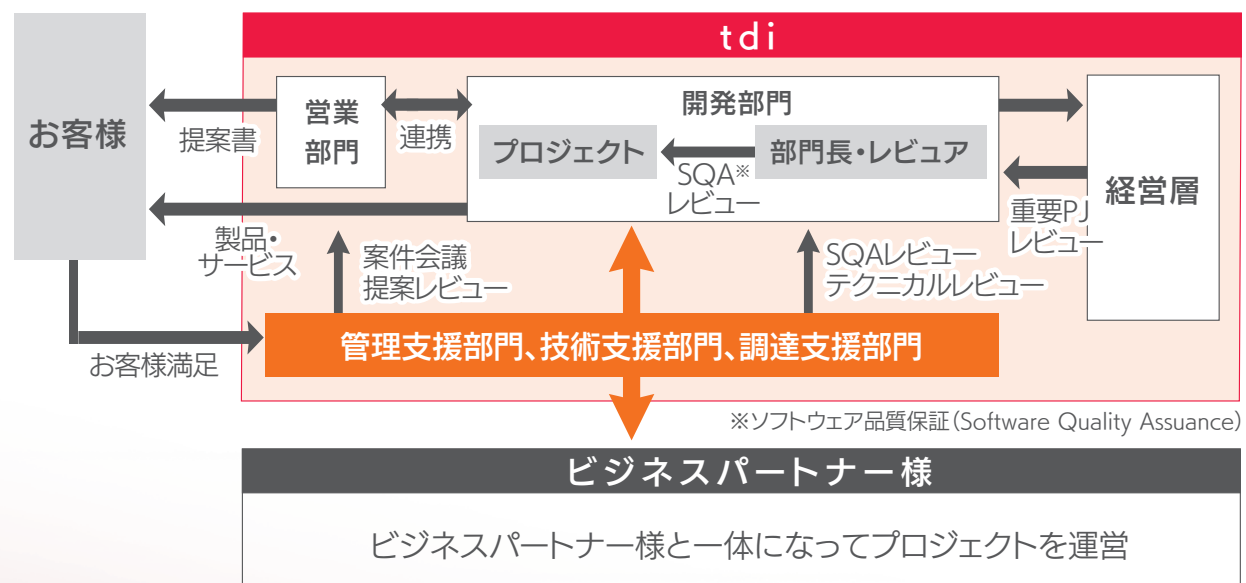 tdi
お客様
提案書
営業
部門
連携
開発部門
プロジェクト
SQA※
レビュー
部門長・レビュア
重要PJ
レビュー
経営層
製品・
サービス
案件会議
提案レビュー
SQAレビュー
テクニカルレビュー
管理支援部門、技術支援部門、調達支援部門
お客様満足
※ソフトウェア品質保証（Software Quality Assuance）
ビジネスパートナー様
ビジネスパートナー様と一体になってプロジェクトを運営